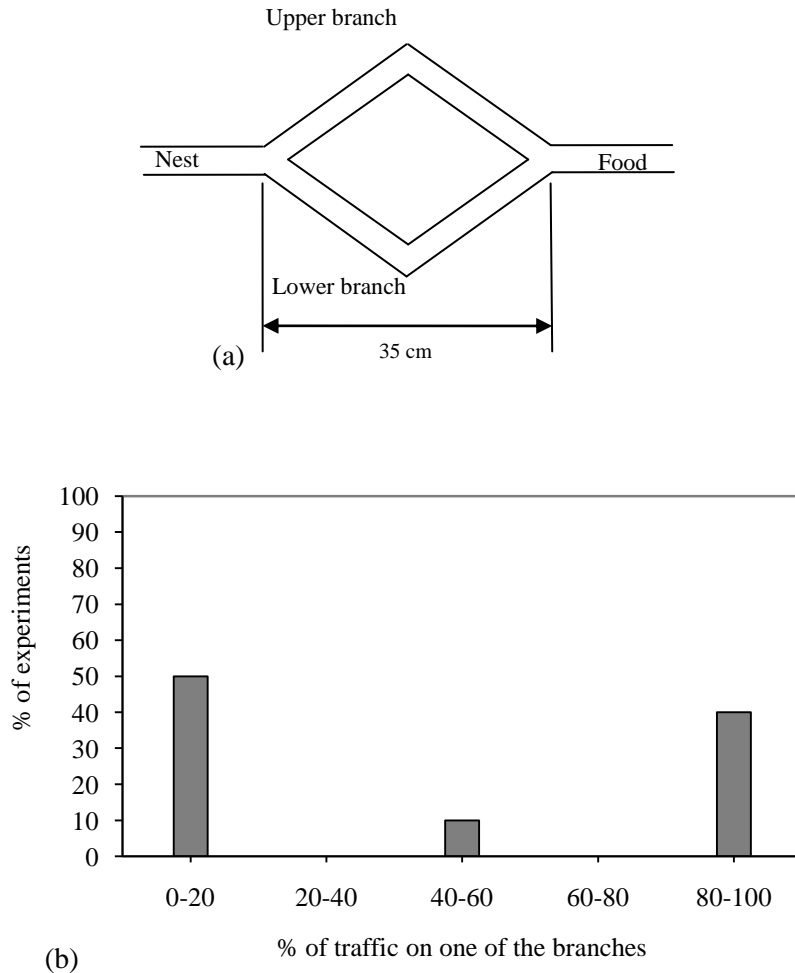 Upper branch
Nest
Food
Lower branch
35 cm
(a)
100
90
80
70
60
50
40
30
20
10
0
% of experiments
0-20 20-40 40-60 60-80 80-100
% of traffic on one of the branches
(b)